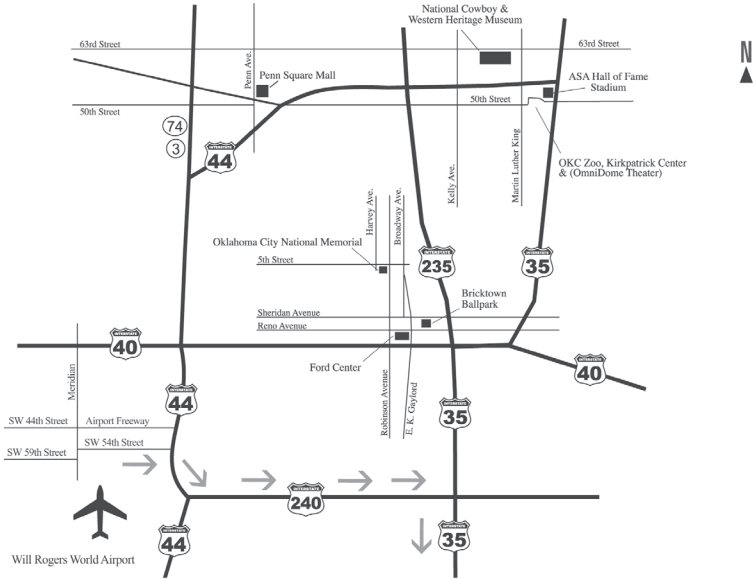 National Cowboy &
Western Heritage Museum
N
63rd Street
63rd Street
Penn Ave.
Penn Square Mall
ASA Hall of Fame
Stadium
50th Street
50th Street
74
3
44
Kelly Ave.
Martin Luther King
OKC Zoo, Kirkpatrick Center
& (OmniDome Theater)
Harvey Ave.
Broadway Ave.
Oklahoma City National Memorial
5th Street
235
35
Bricktown
Ballpark
Sheridan Avenue
Reno Avenue
40
Ford Center
40
Meridian
Robinson Avenue
E. K. Gaylord
44
35
SW 44th Street
Airport Freeway
SW 54th Street
SW 59th Street
240
44
35
Will Rogers World Airport